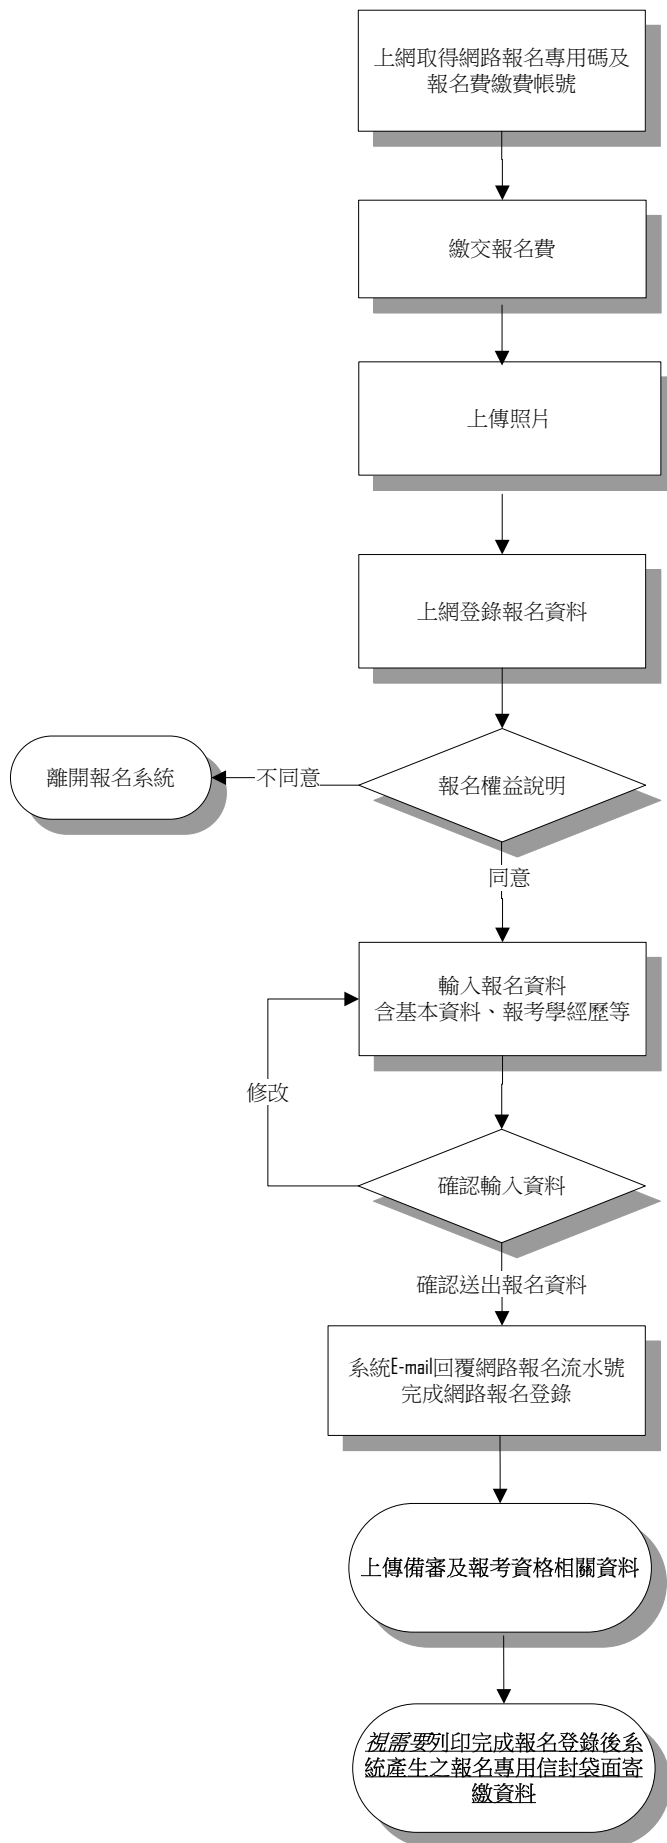 上網取得網路報名專用碼及
報名費繳費帳號
繳交報名費
上傳照片
上網登錄報名資料
離開報名系統
不同意
報名權益說明
同意
輸入報名資料
含基本資料、報考學經歷等
修改
確認輸入資料
確認送出報名資料
系統E-mail回覆網路報名流水號
完成網路報名登錄
上傳備審及報考資格相關資料
視需要列印完成報名登錄後系
統產生之報名專用信封袋面寄
繳資料